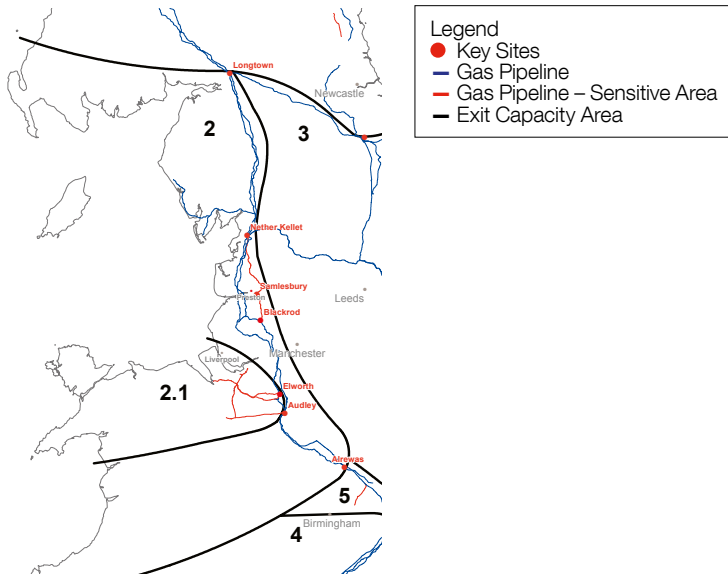 Legend
Key Sites
Gas Pipeline
Gas Pipeline – Sensitive Area
Exit Capacity Area
Longtown
Newcastle
2
3
Nether Kellet
Samlesbury
Preston
Leeds
Blackrod
Manchester
Liverpool
2.1
Elworth
Audley
Alrewas
5
Birmingham
4